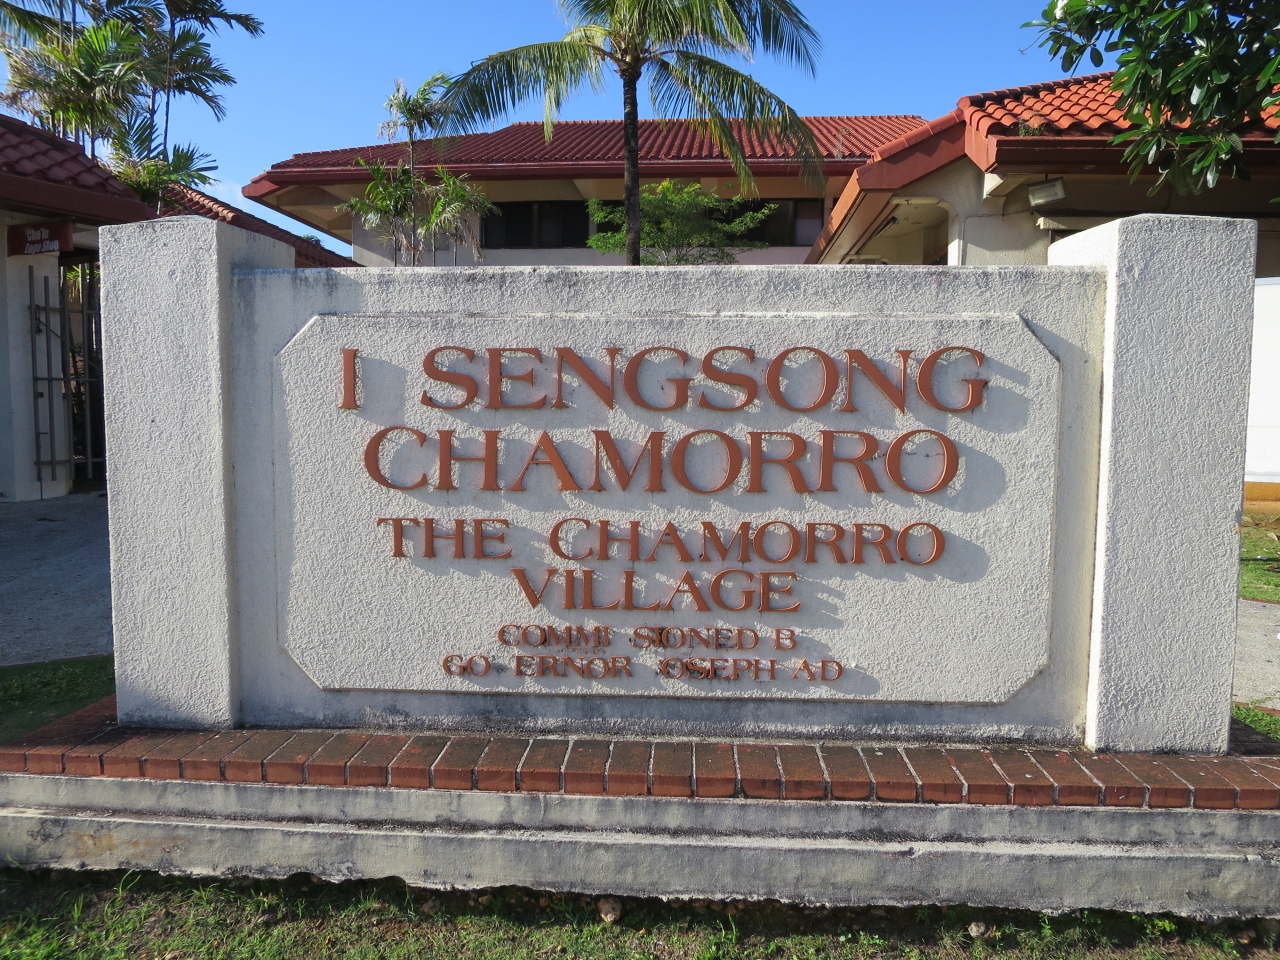 I SENGSONG
CHAMORRO
THE CHAMORRO
VILLAGE
COMMI SIONED B
GO ERNOR OSEPH AD